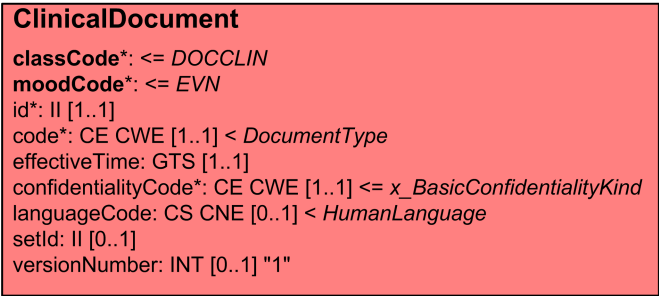 ClinicalDocument
classCode*: <= DOCCLIN
moodCode*: <= EVN
id*: II [1..1]
code*: CE CWE [1..1] < DocumentType
effectiveTime: GTS [1..1]
confidentialityCode*: CE CWE [1..1] <= x_BasicConfidentialityKind
languageCode: CS CNE [0..1] < HumanLanguage
setId: II [0..1]
versionNumber: INT [0..1] "1"